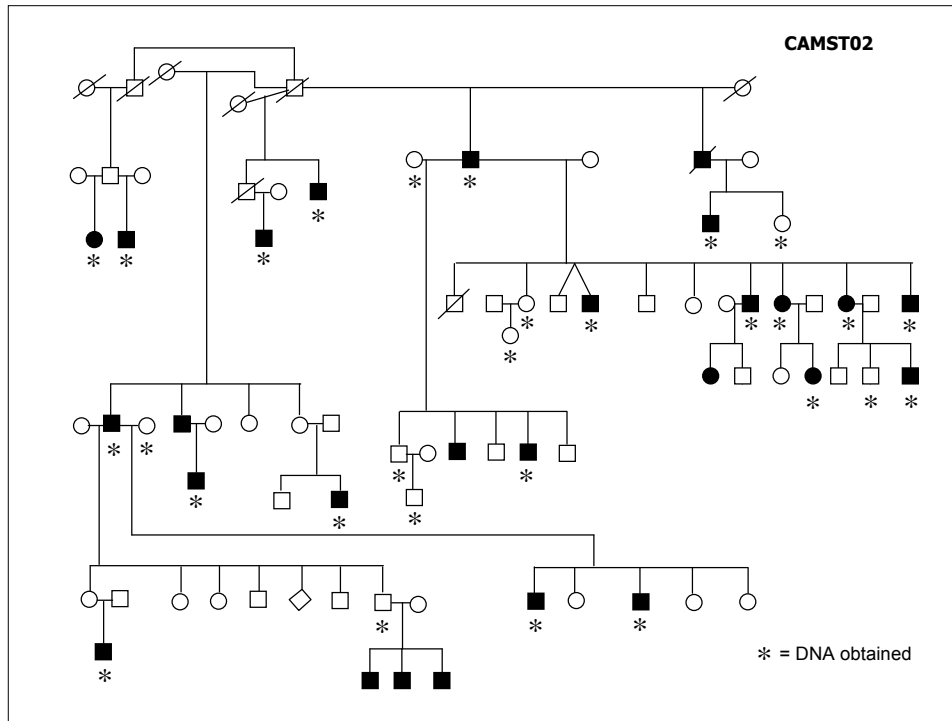 CAMST02
* = DNA obtained